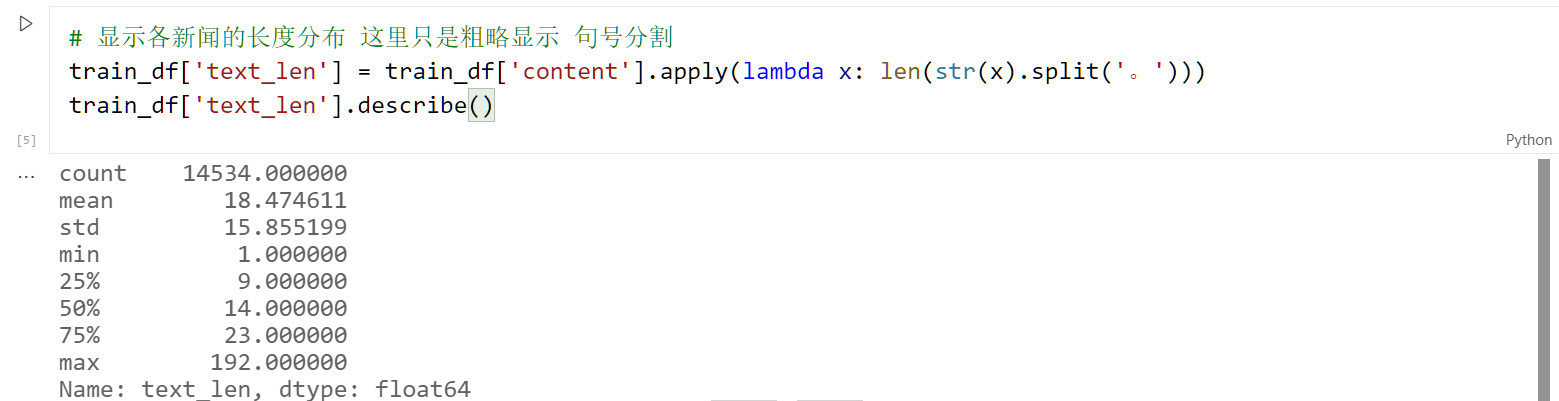 # 显示各新闻的长度分布 这里只是粗略显示 句号分割
train_df['text_len'] = train_df['content'].apply(lambda x: len(str(x).split('。')))
train_df['text_len'].describe()
[5]
Python
...
count    14534.000000
mean        18.474611
std         15.855199
min          1.000000
25%          9.000000
50%         14.000000
75%         23.000000
max        192.000000
Name: text_len, dtype: float64